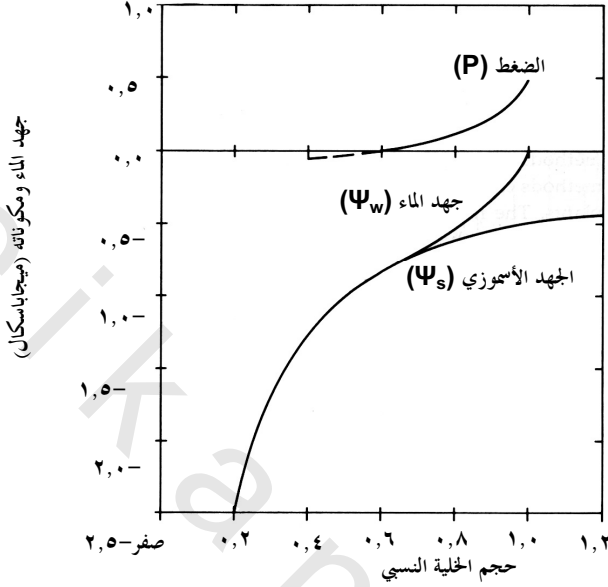 ١,٠
الضغط (P)
٠,٥
٠,٠
جهد الماء (Ψw)
٠,٥–
الجهد الأسموزي (Ψs)
١,٠–
١,٥–
٢,٠–
٢,٥– صفر ٠,٢ ٠,٤ ٠,٦ ٠,٨ ١,٠ ١,٢
حجم الخلية النسبي
جهد الماء ومكوناته (ميجاباسكال)